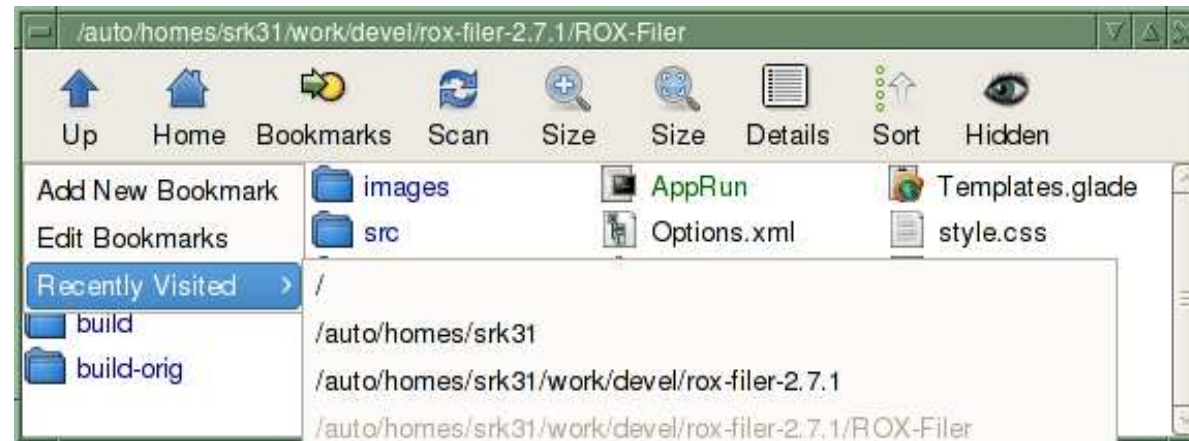 /auto/homes/srk31/work/devel/rox-filer-2.7.1/ROX-Filer
Up Home Bookmarks Scan Size Size Details Sort Hidden
Add New Bookmark images AppRun Templates.glade
Edit Bookmarks src Options.xml style.css
Recently Visited /
build /auto/homes/srk31
build-orig /auto/homes/srk31/work/devel/rox-filer-2.7.1
/auto/homes/srk31/work/devel/rox-filer-2.7.1/ROX-Filer